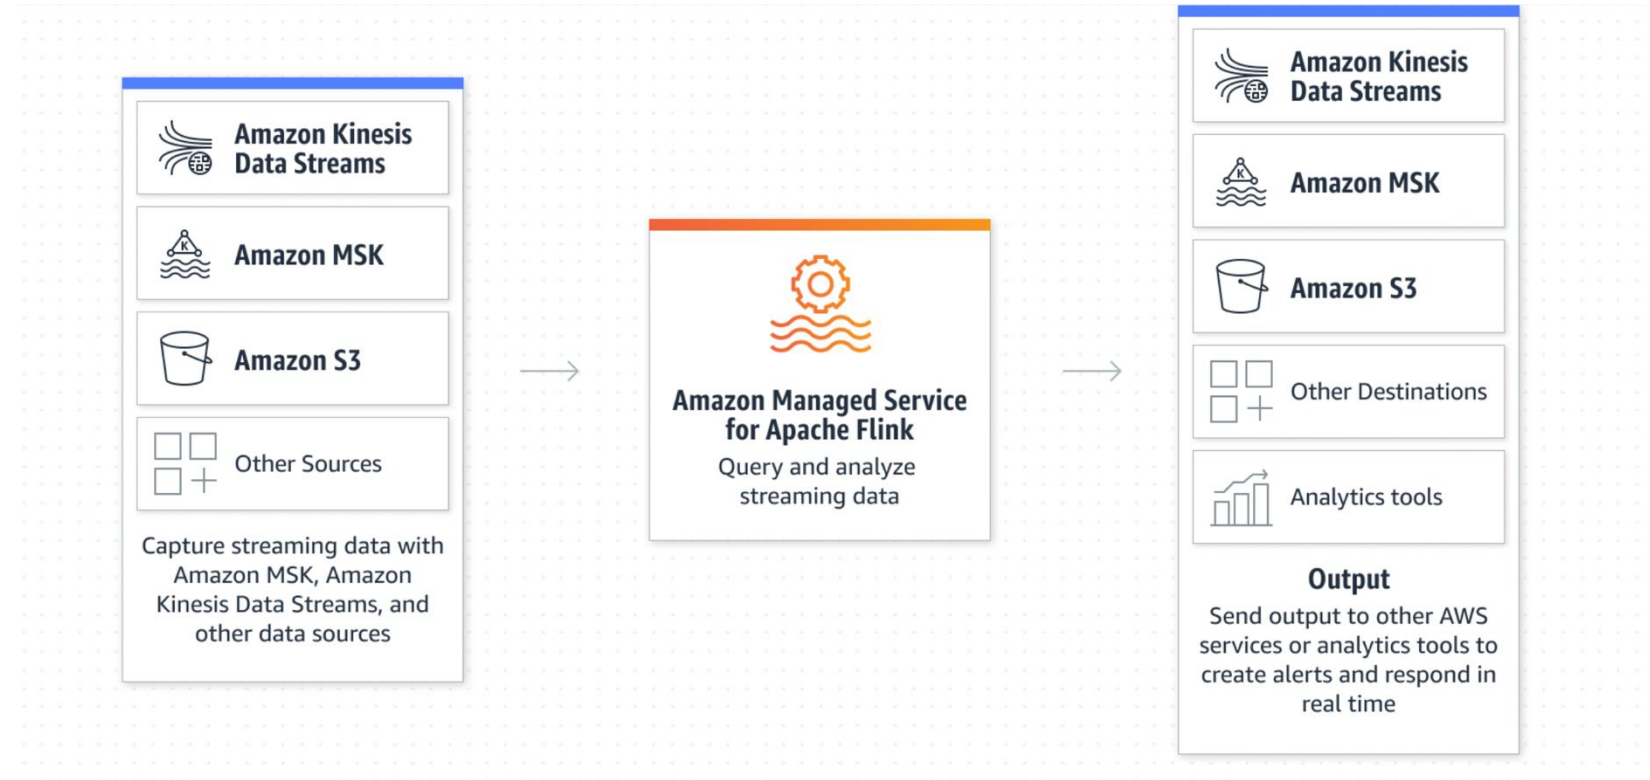 Amazon Kinesis
Data Streams
K
Amazon MSK
Amazon S3
Other Sources
Capture streaming data with
Amazon MSK, Amazon
Kinesis Data Streams, and
other data sources
Amazon Managed Service
for Apache Flink
Query and analyze
streaming data
Amazon Kinesis
Data Streams
K
Amazon MSK
Amazon S3
Other Destinations
Analytics tools
Output
Send output to other AWS
services or analytics tools to
create alerts and respond in
real time